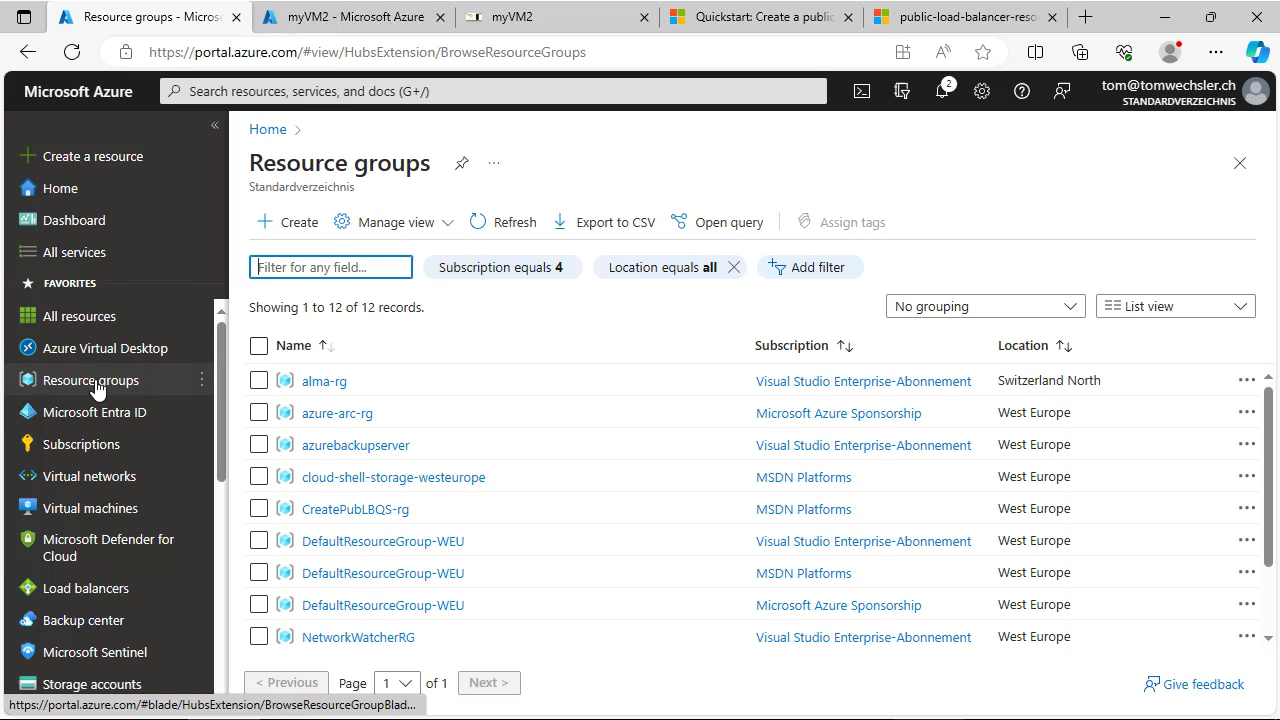 Resource groups - Micros
myVM2 - Microsoft Azure
myVM2
Quickstart: Create a public
public-load-balancer-reso
https://portal.azure.com/#view/HubsExtension/BrowseResourceGroups
Microsoft Azure
Search resources, services, and docs (G+/)
2
tom@tomwechsler.ch
STANDARDVERZEICHNIS
Create a resource
Home
Dashboard
All services
FAVORITES
All resources
Azure Virtual Desktop
Resource groups
Microsoft Entra ID
Subscriptions
Virtual networks
Virtual machines
Microsoft Defender for
Cloud
Load balancers
Backup center
Microsoft Sentinel
Storage accounts
Home
Resource groups
Standardverzeichnis
Create
Manage view
Refresh
Export to CSV
Open query
Assign tags
Filter for any field...
Subscription equals 4
Location equals all
Add filter
Showing 1 to 12 of 12 records.
No grouping
List view
Name Subscription Location
alma-rg Visual Studio Enterprise-Abonnement Switzerland North
azure-arc-rg Microsoft Azure Sponsorship West Europe
azurebackupserver Visual Studio Enterprise-Abonnement West Europe
cloud-shell-storage-westeurope MSDN Platforms West Europe
CreatePubLBQS-rg MSDN Platforms West Europe
DefaultResourceGroup-WEU Visual Studio Enterprise-Abonnement West Europe
DefaultResourceGroup-WEU MSDN Platforms West Europe
DefaultResourceGroup-WEU Microsoft Azure Sponsorship West Europe
NetworkWatcherRG Visual Studio Enterprise-Abonnement West Europe
< Previous Page 1 of 1 Next >
Give feedback
https://portal.azure.com/#blade/HubsExtension/BrowseResourceGroupBlad...